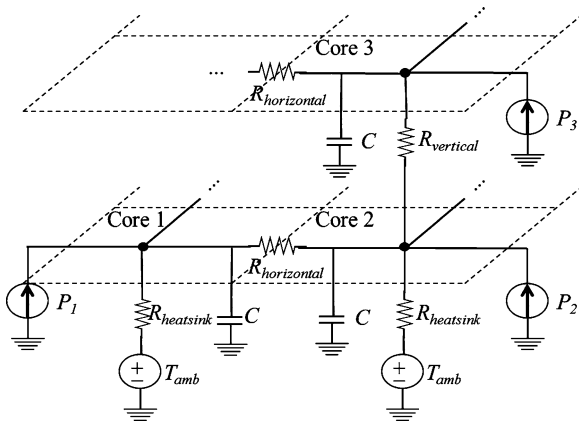 ...
Core 3
...
R_horizontal
C
R_vertical
P_3
...
...
Core 1
Core 2
R_horizontal
P_1
R_heatsink
C
C
R_heatsink
P_2
+
−
T_amb
+
−
T_amb